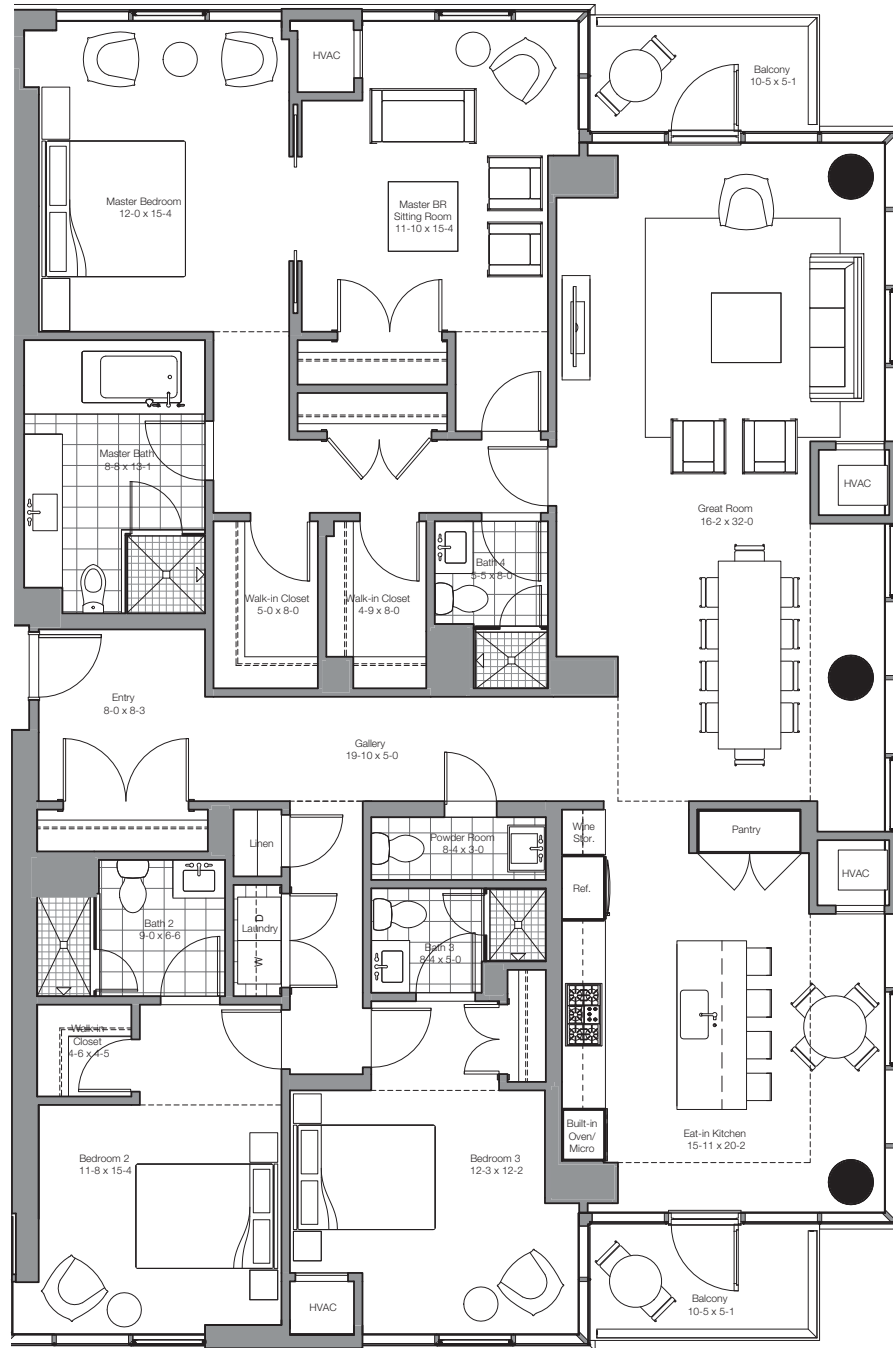 HVAC
Balcony
10-5 x 5-1
Master Bedroom
12-0 x 15-4
Master BR
Sitting Room
11-10 x 15-4
Master Bath
8-8 x 13-1
HVAC
Great Room
16-2 x 32-0
Bath 4
5-5 x 8-0
Walk-in Closet
5-0 x 8-0
Walk-in Closet
4-9 x 8-0
Entry
8-0 x 8-3
Gallery
19-10 x 5-0
Linen
Powder Room
8-4 x 3-0
Wine
Stor.
Pantry
Ref.
HVAC
Bath 2
9-0 x 6-6
D
Laundry
W
Bath 3
8-4 x 5-0
Walk-in
Closet
4-6 x 4-5
Built-in
Oven/
Micro
Eat-in Kitchen
15-11 x 20-2
Bedroom 2
11-8 x 15-4
Bedroom 3
12-3 x 12-2
HVAC
Balcony
10-5 x 5-1